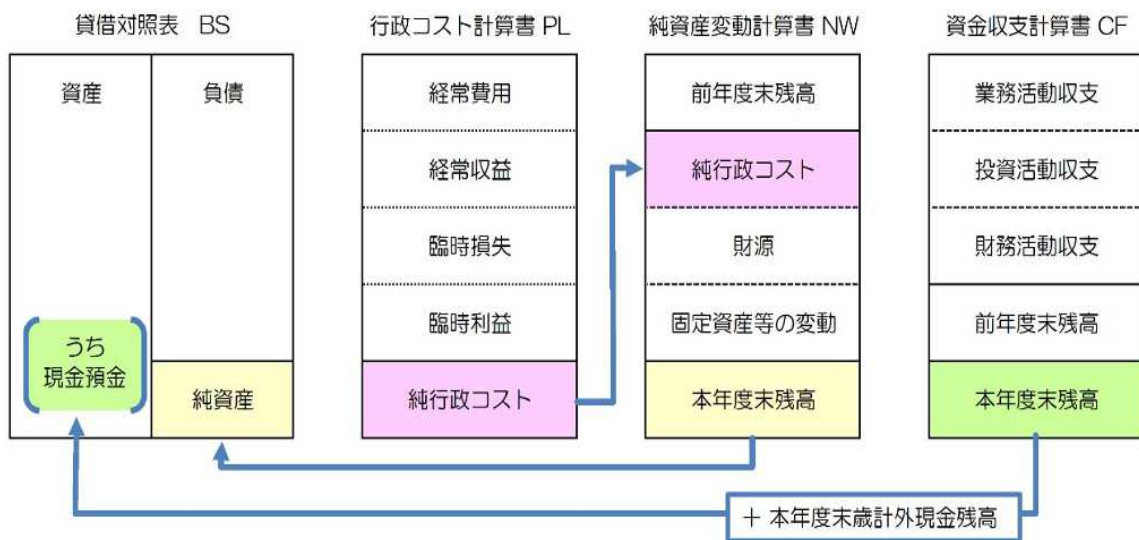 貸借対照表 BS
資産
負債
うち
現金預金
純資産
行政コスト計算書 PL
経常費用
経常収益
臨時損失
臨時利益
純行政コスト
純資産変動計算書 NW
前年度末残高
純行政コスト
財源
固定資産等の変動
本年度末残高
資金収支計算書 CF
業務活動収支
投資活動収支
財務活動収支
前年度末残高
本年度末残高
+ 本年度末歳計外現金残高